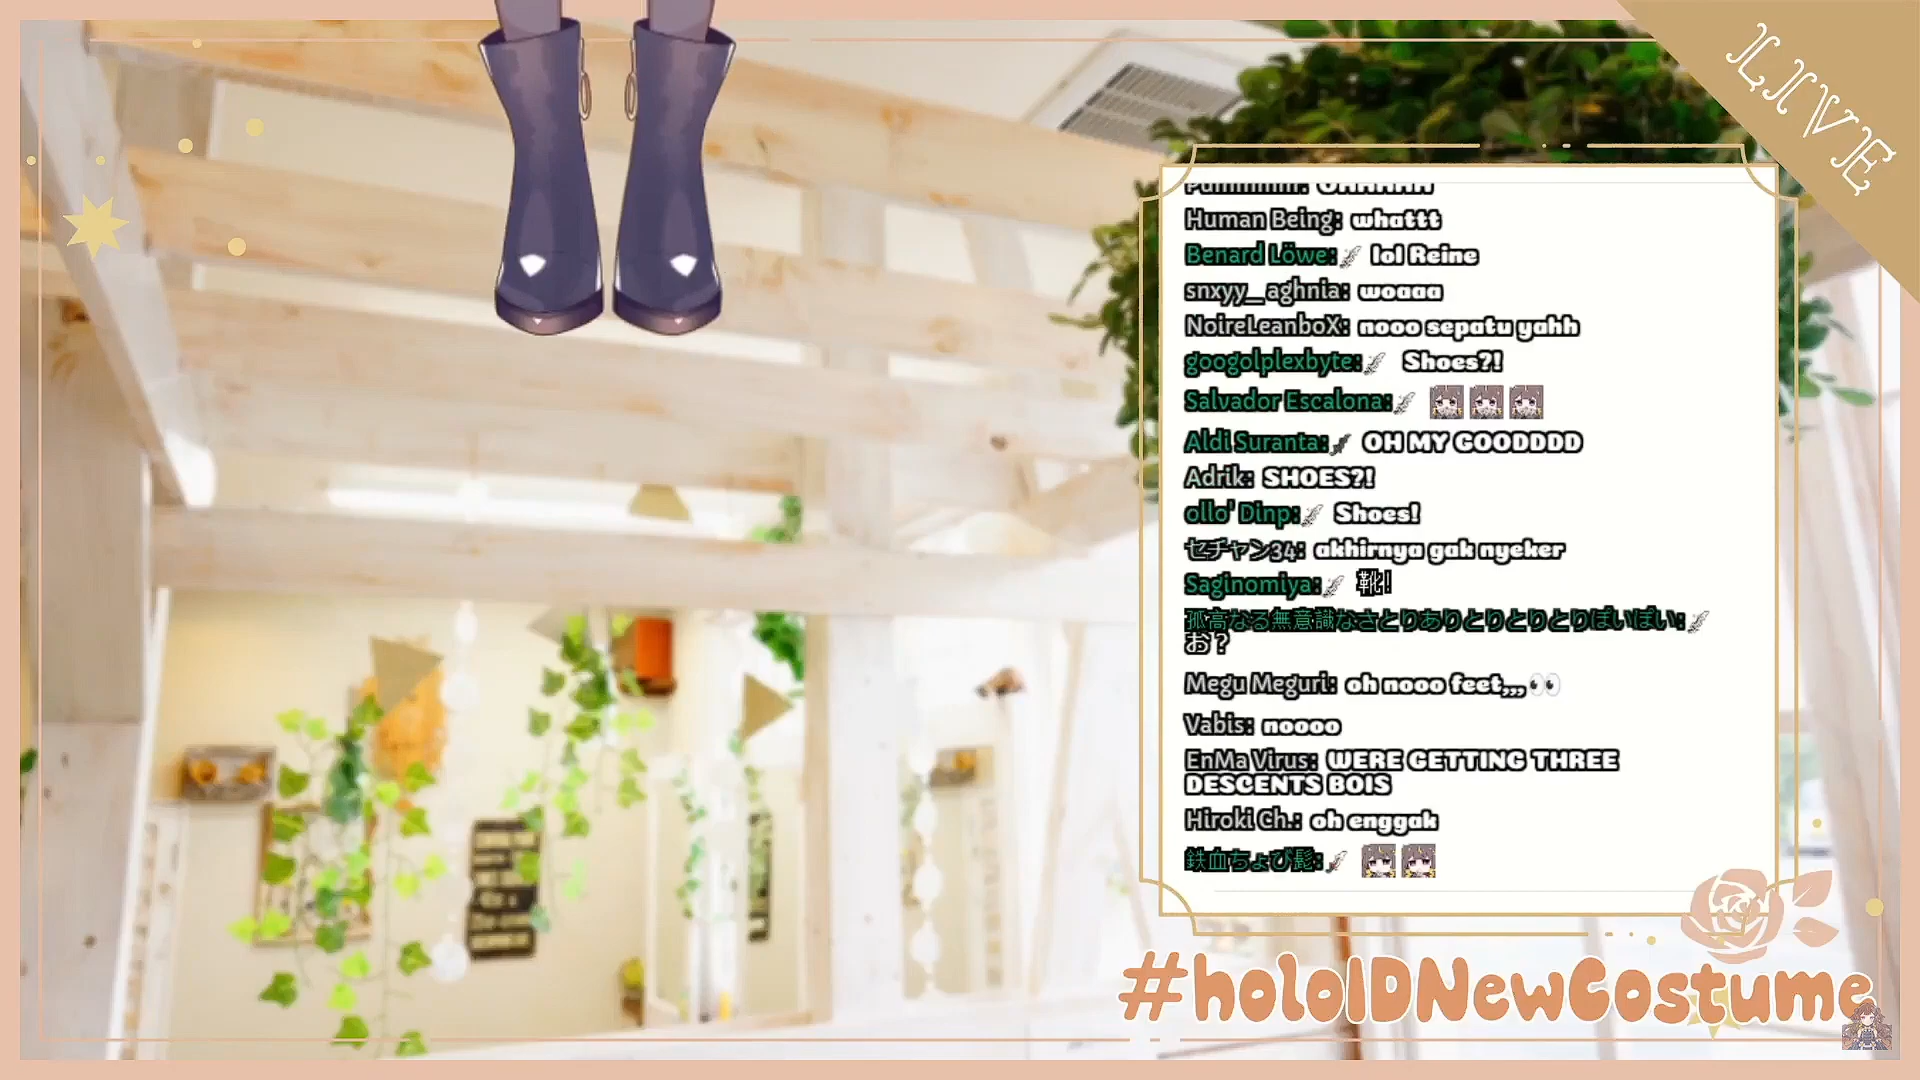 LIVE
Human Being: whattt
Benard Löwe: lol Reine
snxyy_aghnia: woaaa
NoireLeanboX: nooo sepatu yahh
googolplexbyte: Shoes?!
Salvador Escalona:
Aldi Suranta: OH MY GOODDDD
Adrik: SHOES?!
ollo' Dinp: Shoes!
セチャン34: akhirnya gak nyeker
Saginomiya: 靴!
孤高なる無意識なさとりありとりとりとりぽいぽい:
お？
Megu Meguri: oh nooo feet,,,, 👀
Vabis: noooo
EnMa Virus: WERE GETTING THREE
DESCENTS BOIS
Hiroki Ch.: oh enggak
鉄血ちょび髭:
#holoIDNewCostume